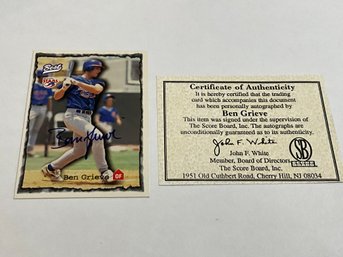 Ben Grieve
OF
Certificate of Authenticity
It is hereby certified that the trading
card which accompanies this document
has been personally autographed by
Ben Grieve
This item was signed under the supervision of
The Score Board, Inc. The autographs are
unconditionally guaranteed as to its authenticity.
John F. White
John F. White
Member, Board of Directors
The Score Board, Inc.
1951 Old Cuthbert Road, Cherry Hill, NJ 08034
SB